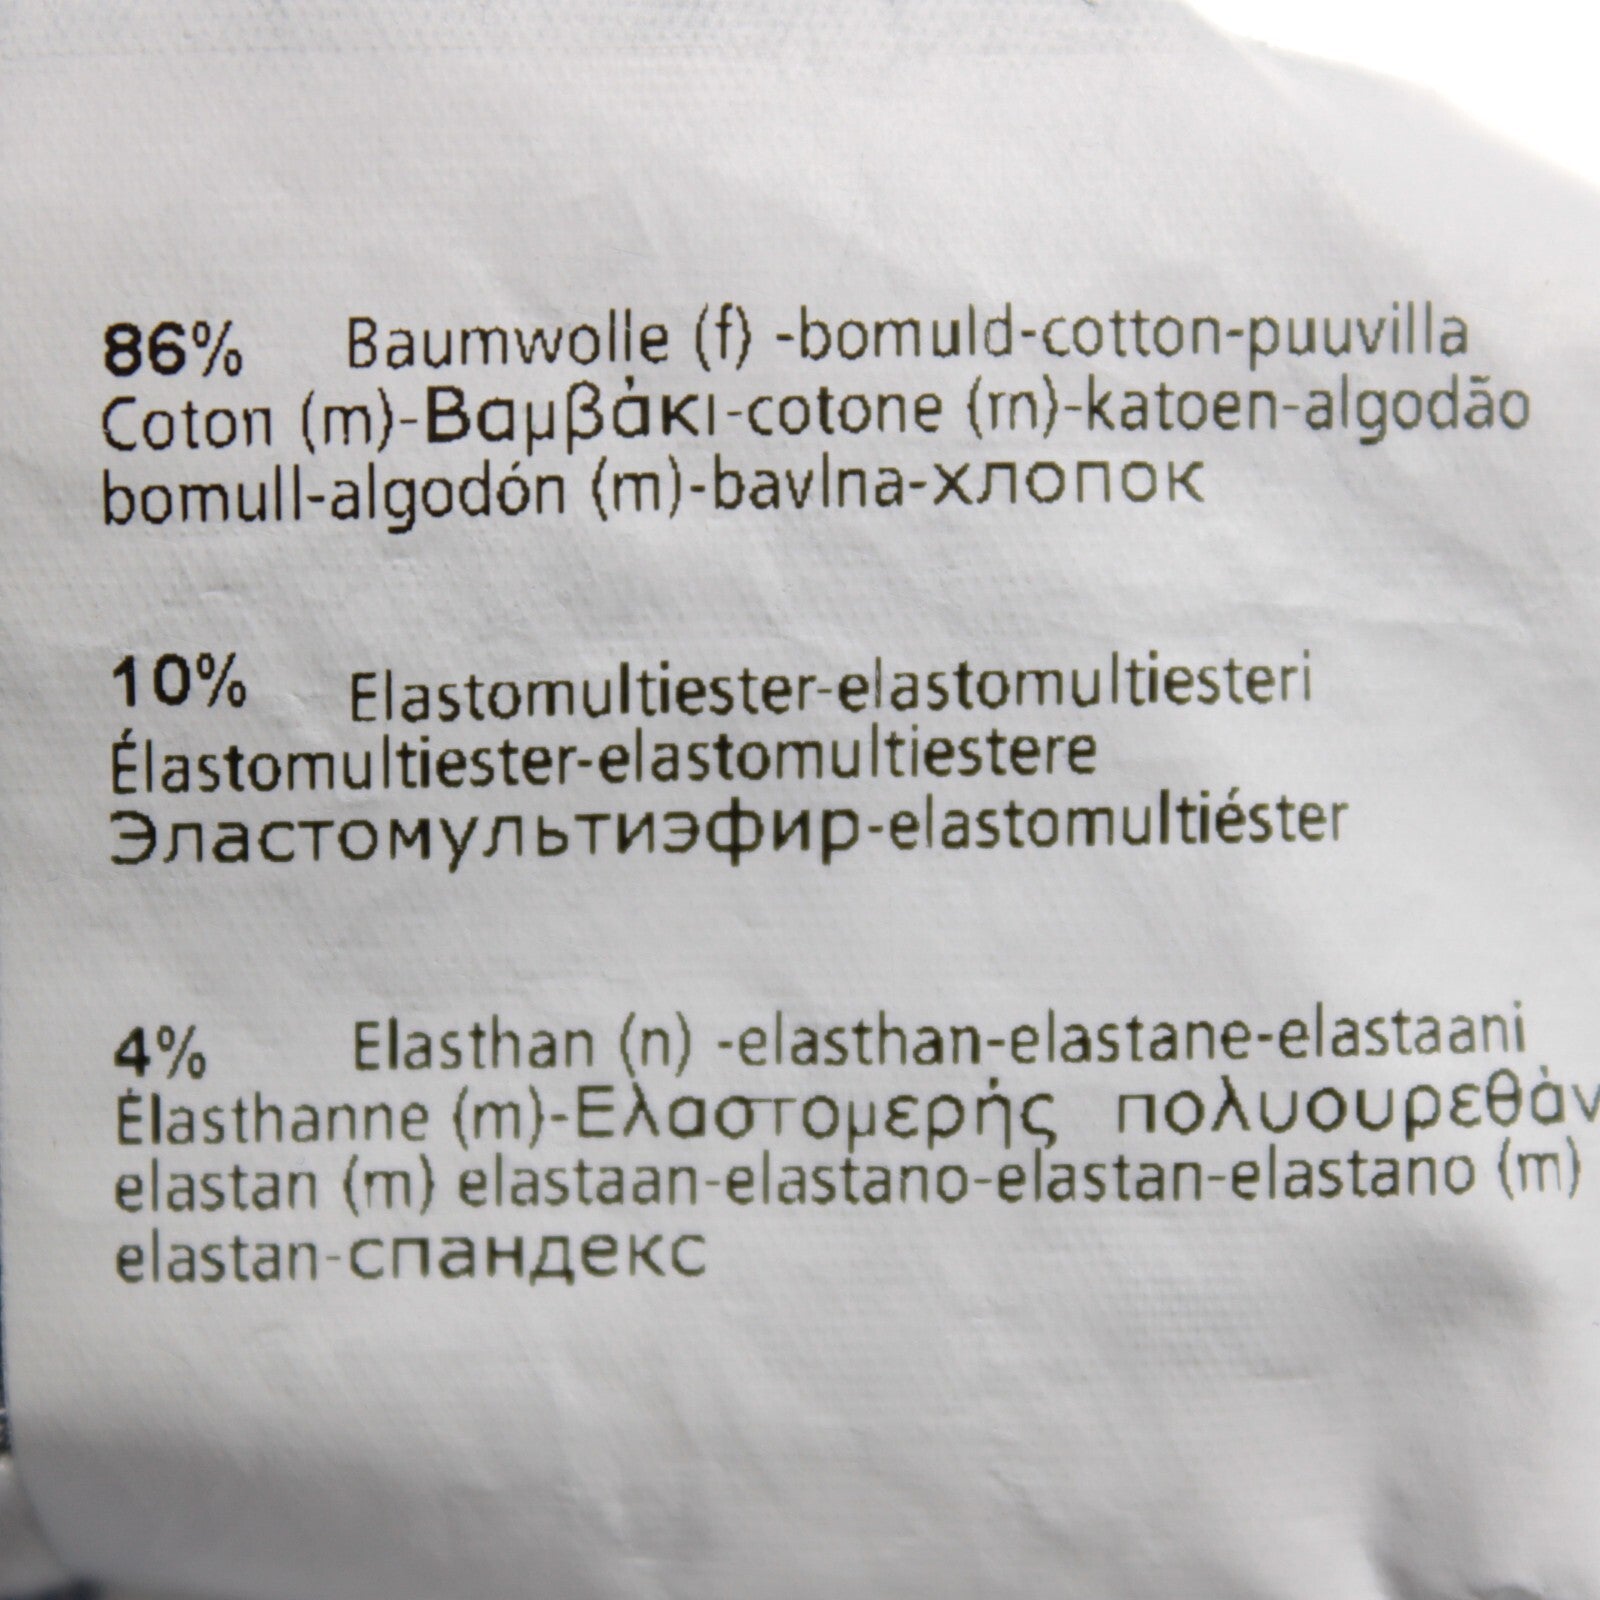 86% Baumwolle (f) -bomuld-cotton-puuvilla
Coton (m)-Βαμβάκι-cotone (m)-katoen-algodão
bomull-algodón (m)-bavlna-хлопок
10% Elastomultiester-elastomultiesteri
Élastomultiester-elastomultiestere
Эластомультиэфир-elastomultiéster
4% Elasthan (n) -elasthan-elastane-elastaani
Élasthanne (m)-Ελαστομερής πολυουρεθάν
elastan (m) elastaan-elastano-elastan-elastano (m)
elastan-спандекс